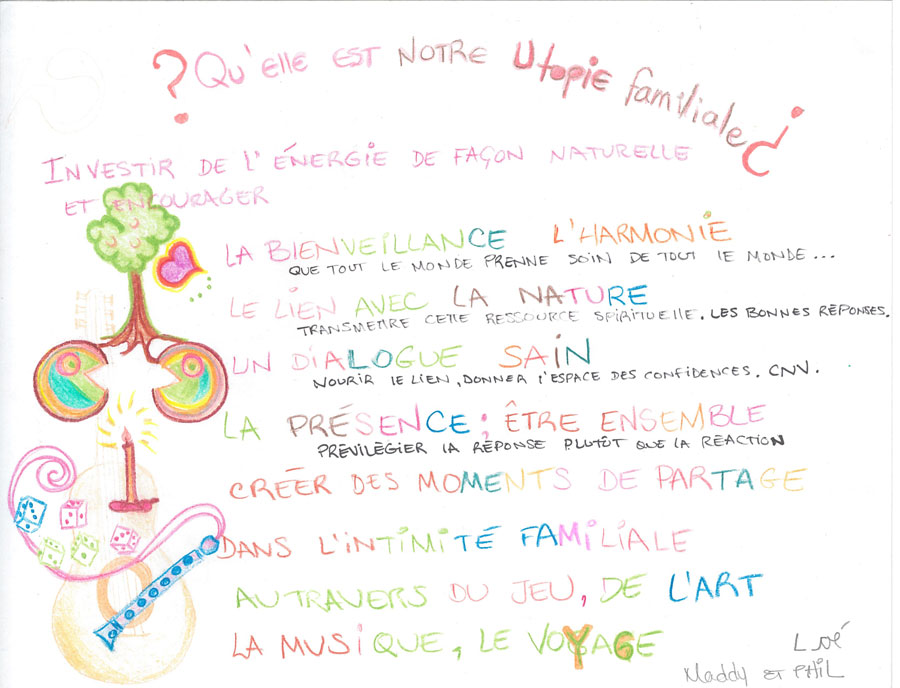 ? Qu'elle est notre Utopie familiale ?
Investir de l'énergie de façon naturelle
et encourager
La bienveillance l'harmonie
que tout le monde prenne soin de tout le monde...
Le lien avec la nature
transmettre cette ressource spirituelle. les bonnes réponses.
Un dialogue sain
nourir le lien, donner l'espace des confidences. CNV.
La présence ; être ensemble
prévilégier la réponse plutôt que la réaction
Créer des moments de partage
dans l'intimité familiale
autravers du jeu, de l'art
la musique, le voyage
Maddy et Phil